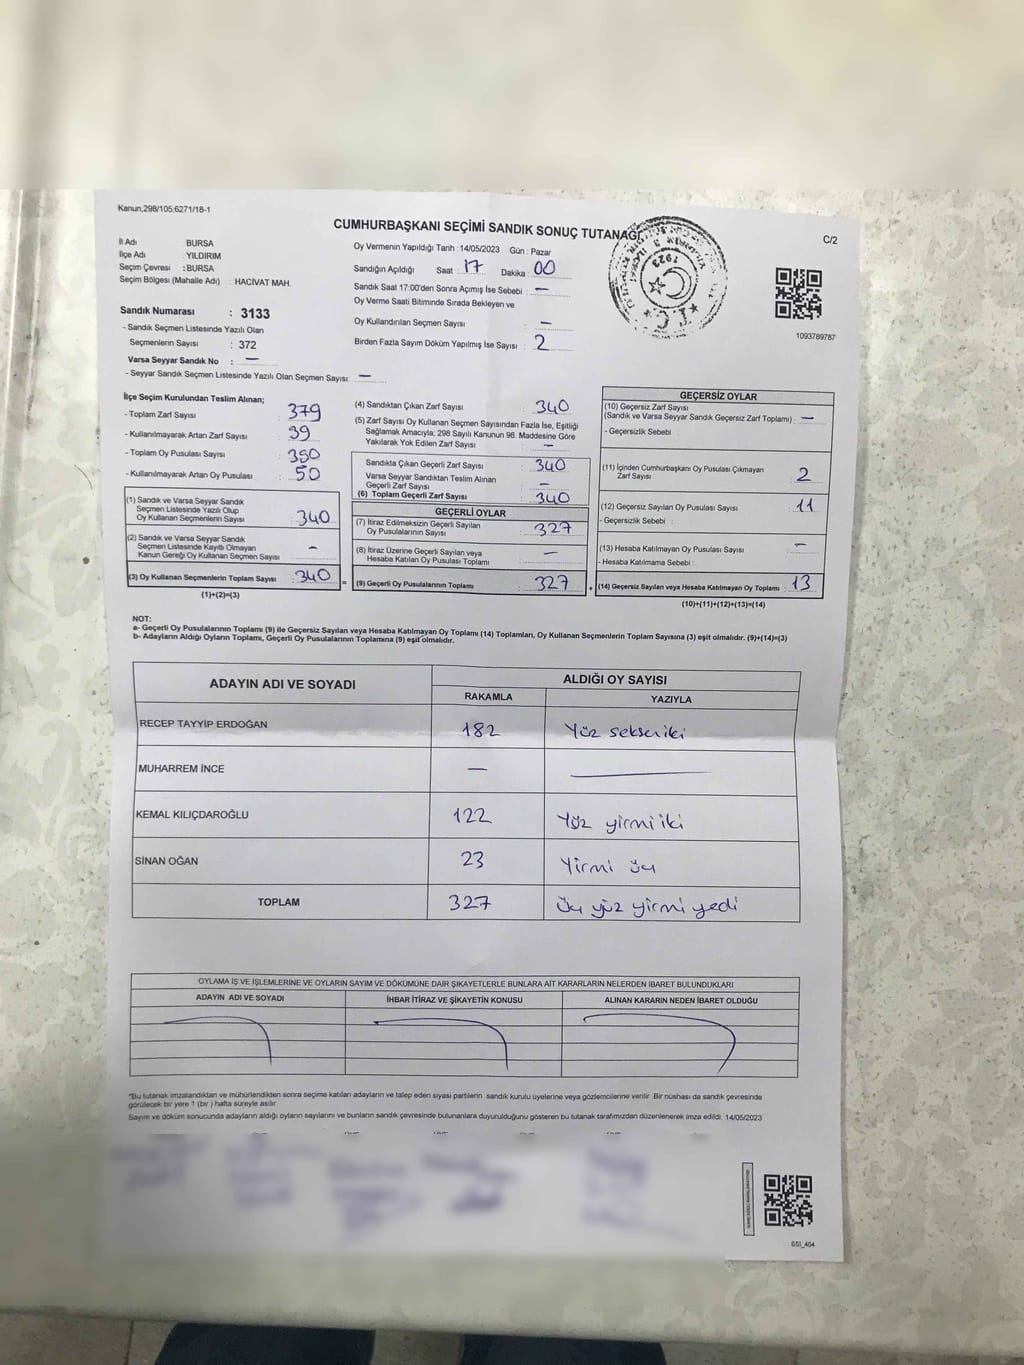 Kanun,298/105,6271/18-1
CUMHURBAŞKANI SEÇİMİ SANDIK SONUÇ TUTANAĞI
C/2
İl Adı BURSA
İlçe Adı : YILDIRIM
Seçim Çevresi : BURSA
Seçim Bölgesi (Mahalle Adı) : HACİVAT MAH.
Sandık Numarası : 3133
- Sandık Seçmen Listesinde Yazılı Olan
Seçmenlerin Sayısı : 372
Varsa Seyyar Sandık No : —
- Seyyar Sandık Seçmen Listesinde Yazılı Olan Seçmen Sayısı: —
Oy Vermenin Yapıldığı Tarih : 14/05/2023 Gün : Pazar
Sandığın Açıldığı Saat : 17 Dakika : 00
Sandık Saat 17:00'den Sonra Açımış İse Sebebi : —
Oy Verme Saati Bitiminde Sırada Bekleyen ve
Oy Kullandırılan Seçmen Sayısı : —
Birden Fazla Sayım Döküm Yapılmış İse Sayısı : 2
1923
T.C.
1093789787
İlçe Seçim Kurulundan Teslim Alınan;
- Toplam Zarf Sayısı : 379
- Kullanılmayarak Artan Zarf Sayısı : 39
- Toplam Oy Pusulası Sayısı : 390
- Kullanılmayarak Artan Oy Pusulası : 50
(1) Sandık ve Varsa Seyyar Sandık
Seçmen Listesinde Yazılı Olup
Oy Kullanan Seçmenlerin Sayısı : 340
(2) Sandık ve Varsa Seyyar Sandık
Seçmen Listesinde Kayıtlı Olmayan
Kanun Gereği Oy Kullanan Seçmen Sayısı : —
(3) Oy Kullanan Seçmenlerin Toplam Sayısı : 340
(1)+(2)=(3)
(4) Sandıktan Çıkan Zarf Sayısı : 340
(5) Zarf Sayısı Oy Kullanan Seçmen Sayısından Fazla İse, Eşitliği
Sağlamak Amacıyla; 298 Sayılı Kanunun 98. Maddesine Göre
Yakılarak Yok Edilen Zarf Sayısı : —
Sandıkta Çıkan Geçerli Zarf Sayısı : 340
Varsa Seyyar Sandıktan Teslim Alınan
Geçerli Zarf Sayısı : —
(6) Toplam Geçerli Zarf Sayısı 340
GEÇERLİ OYLAR
(7) İtiraz Edilmeksizin Geçerli Sayılan
Oy Pusulalarının Sayısı : 327
(8) İtiraz Üzerine Geçerli Sayılan veya
Hesaba Katılan Oy Pusulası Toplamı : —
= (9) Geçerli Oy Pusulalarının Toplamı : 327
GEÇERSİZ OYLAR
(10) Geçersiz Zarf Sayısı
(Sandık ve Varsa Seyyar Sandık Geçersiz Zarf Toplamı) : —
- Geçersizlik Sebebi :
(11) İçinden Cumhurbaşkanı Oy Pusulası Çıkmayan
Zarf Sayısı : 2
(12) Geçersiz Sayılan Oy Pusulası Sayısı : 11
- Geçersizlik Sebebi :
(13) Hesaba Katılmayan Oy Pusulası Sayısı : —
- Hesaba Katılmama Sebebi :
+ (14) Geçersiz Sayılan veya Hesaba Katılmayan Oy Toplamı : 13
(10)+(11)+(12)+(13)=(14)
NOT:
a- Geçerli Oy Pusulalarının Toplamı (9) ile Geçersiz Sayılan veya Hesaba Katılmayan Oy Toplamı (14) Toplamları, Oy Kullanan Seçmenlerin Toplam Sayısına (3) eşit olmalıdır. (9)+(14)=(3)
b- Adayların Aldığı Oyların Toplamı, Geçerli Oy Pusulalarının Toplamına (9) eşit olmalıdır.
ADAYIN ADI VE SOYADI ALDIĞI OY SAYISI
RAKAMLA YAZIYLA
RECEP TAYYİP ERDOĞAN 182 Yüz sekseniki
MUHARREM İNCE — —
KEMAL KILIÇDAROĞLU 122 Yüz yirmi iki
SİNAN OĞAN 23 Yirmi üç
TOPLAM 327 Üç yüz yirmi yedi
OYLAMA İŞ VE İŞLEMLERİNE VE OYLARIN SAYIM VE DÖKÜMÜNE DAİR ŞİKAYETLERLE BUNLARA AİT KARARLARIN NELERDEN İBARET BULUNDUKLARI
ADAYIN ADI VE SOYADI İHBAR İTİRAZ VE ŞİKAYETİN KONUSU ALINAN KARARIN NEDEN İBARET OLDUĞU
*Bu tutanak imzalandıktan ve mühürlendikten sonra seçime katılan adayların ve talep eden siyasi partilerin sandık kurulu üyelerine veya gözlemcilerine verilir. Bir nüshası da sandık çevresinde
görülecek bir yere 1 (bir ) hafta süreyle asılır.
Sayım ve döküm sonucunda adayların aldığı oyların sayılarını ve bunların sandık çevresinde bulunanlara duyurulduğunu gösteren bu tutanak tarafımızdan düzenlenerek imza edildi. 14/05/2023